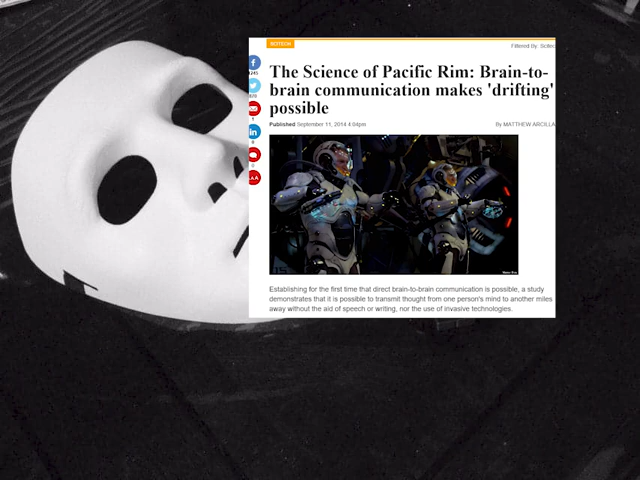 SCITECH
Filtered By: Scitec
The Science of Pacific Rim: Brain-to-
brain communication makes 'drifting'
possible
Published September 11, 2014 4:04pm
By MATTHEW ARCILLA
Establishing for the first time that direct brain-to-brain communication is possible, a study
demonstrates that it is possible to transmit thought from one person's mind to another miles
away without the aid of speech or writing, nor the use of invasive technologies.